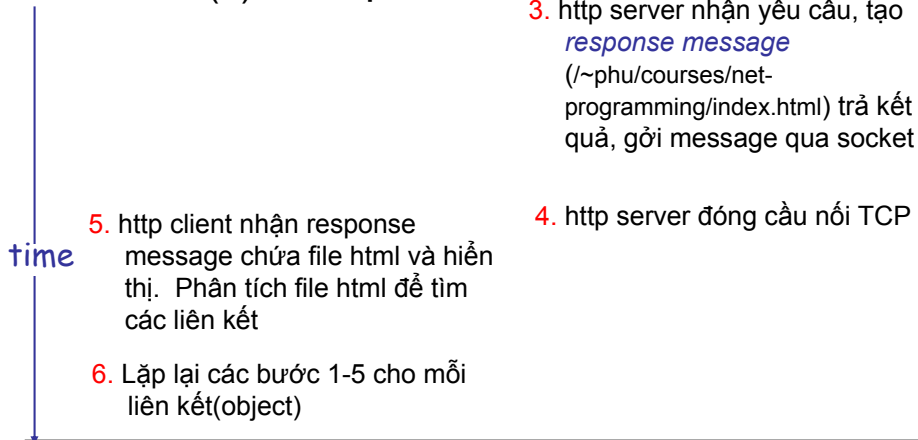 3. http server nhận yêu cầu, tạo
response message
(/~phu/courses/net-
programming/index.html) trả kết
quả, gởi message qua socket
4. http server đóng cầu nối TCP
time
5. http client nhận response
message chứa file html và hiển
thị. Phân tích file html để tìm
các liên kết
6. Lặp lại các bước 1-5 cho mỗi
liên kết(object)